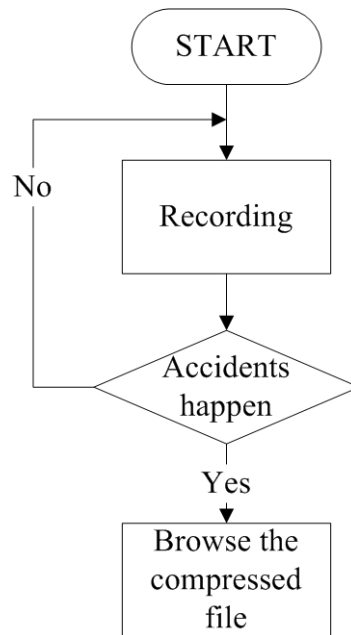 START
No
Recording
Accidents
happen
Yes
Browse the
compressed
file